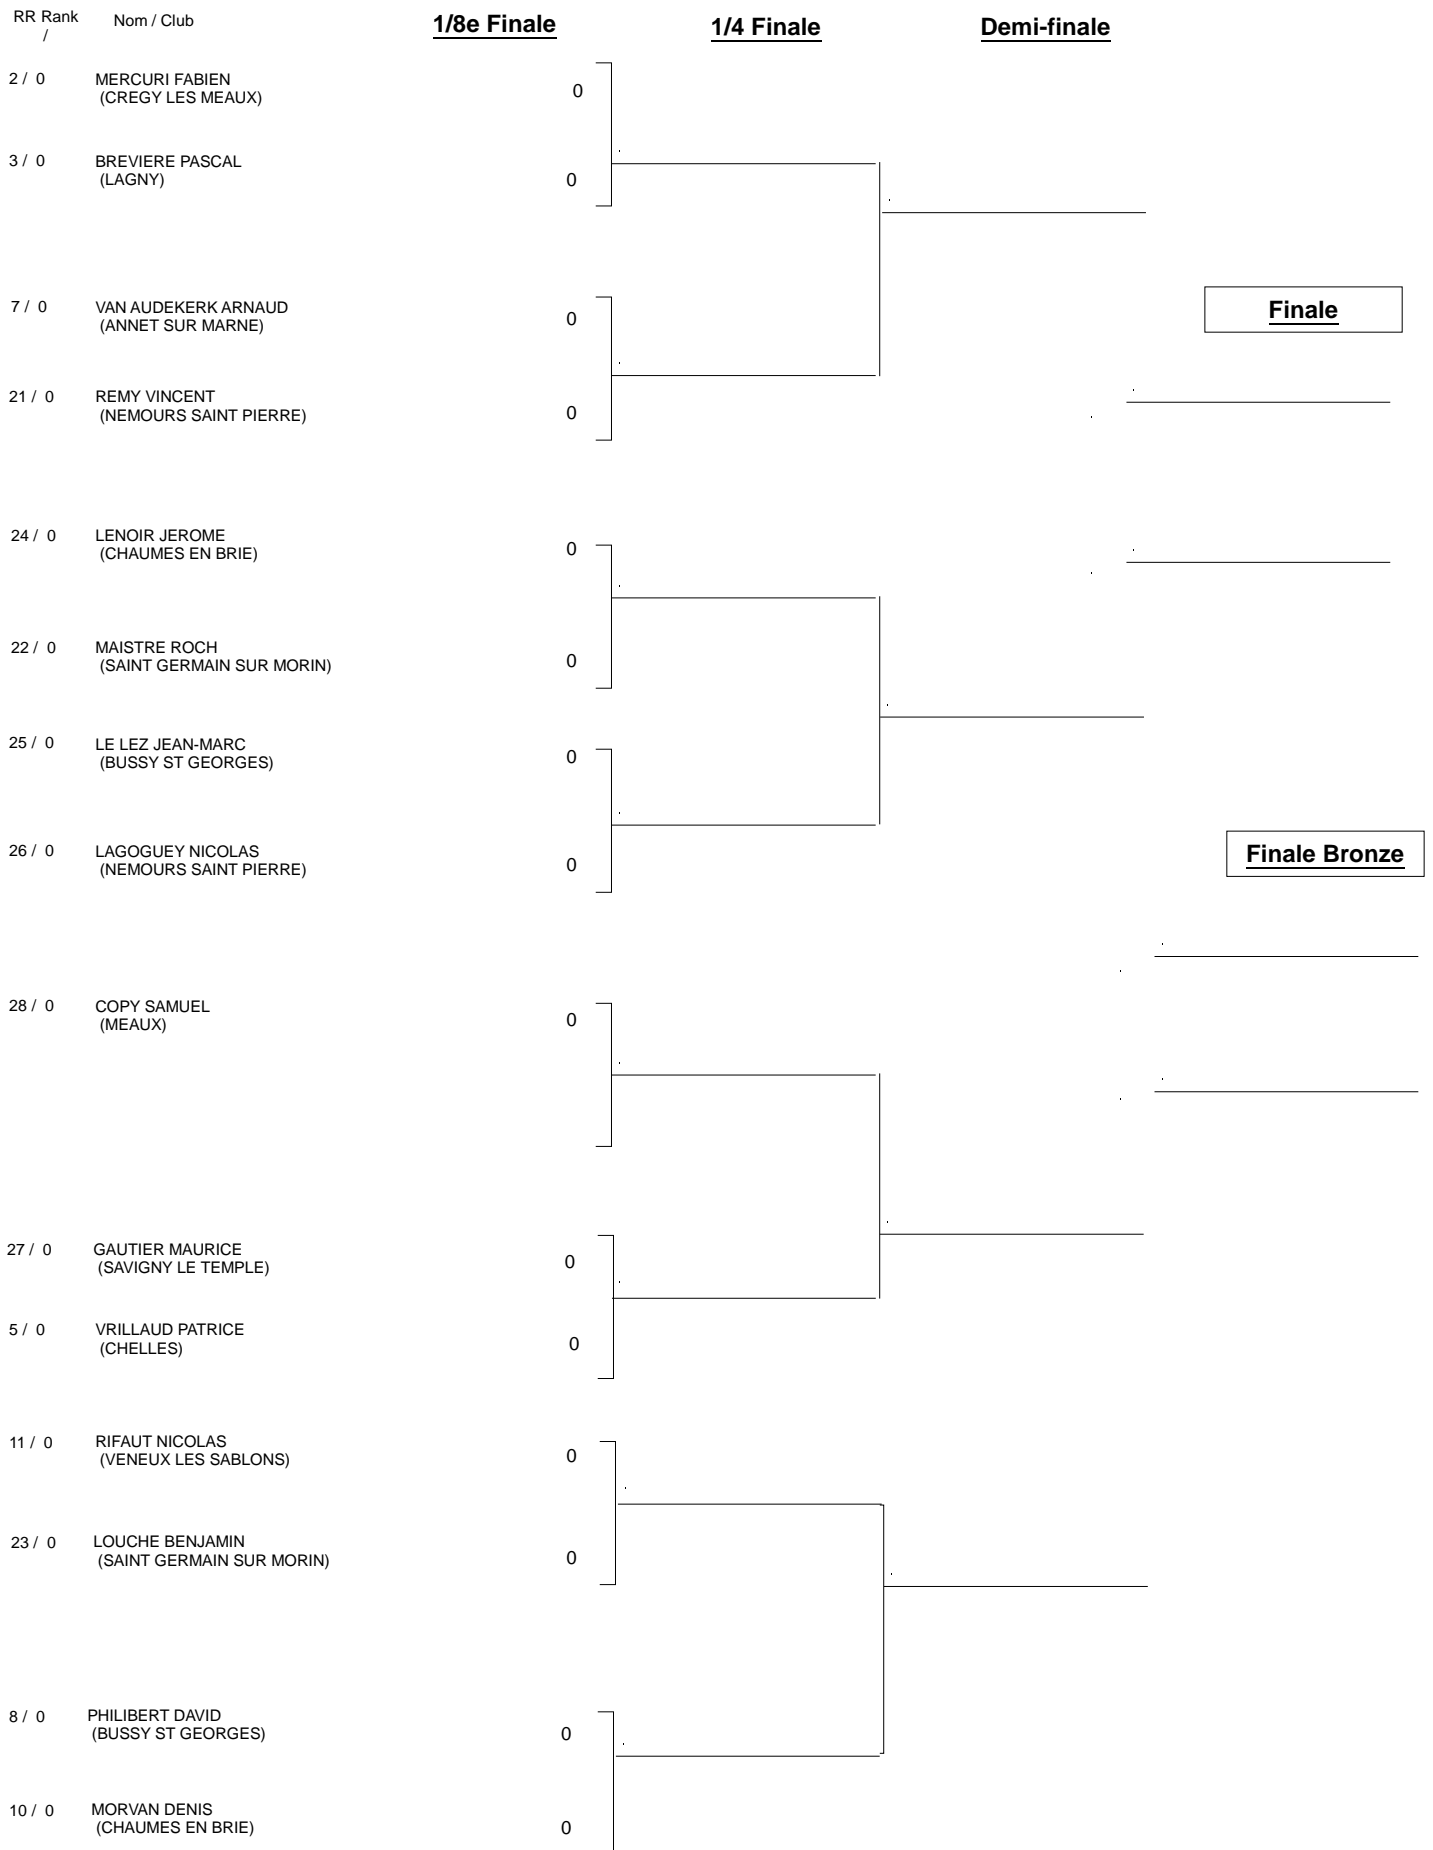 RR Rank
/
Nom / Club
1/8e Finale
1/4 Finale
Demi-finale
2 / 0
MERCURI FABIEN
(CREGY LES MEAUX)
0
3 / 0
BREVIERE PASCAL
(LAGNY)
0
7 / 0
VAN AUDEKERK ARNAUD
(ANNET SUR MARNE)
0
Finale
21 / 0
REMY VINCENT
(NEMOURS SAINT PIERRE)
0
24 / 0
LENOIR JEROME
(CHAUMES EN BRIE)
0
22 / 0
MAISTRE ROCH
(SAINT GERMAIN SUR MORIN)
0
25 / 0
LE LEZ JEAN-MARC
(BUSSY ST GEORGES)
0
26 / 0
LAGOGUEY NICOLAS
(NEMOURS SAINT PIERRE)
0
Finale Bronze
28 / 0
COPY SAMUEL
(MEAUX)
0
27 / 0
GAUTIER MAURICE
(SAVIGNY LE TEMPLE)
0
5 / 0
VRILLAUD PATRICE
(CHELLES)
0
11 / 0
RIFAUT NICOLAS
(VENEUX LES SABLONS)
0
23 / 0
LOUCHE BENJAMIN
(SAINT GERMAIN SUR MORIN)
0
8 / 0
PHILIBERT DAVID
(BUSSY ST GEORGES)
0
10 / 0
MORVAN DENIS
(CHAUMES EN BRIE)
0